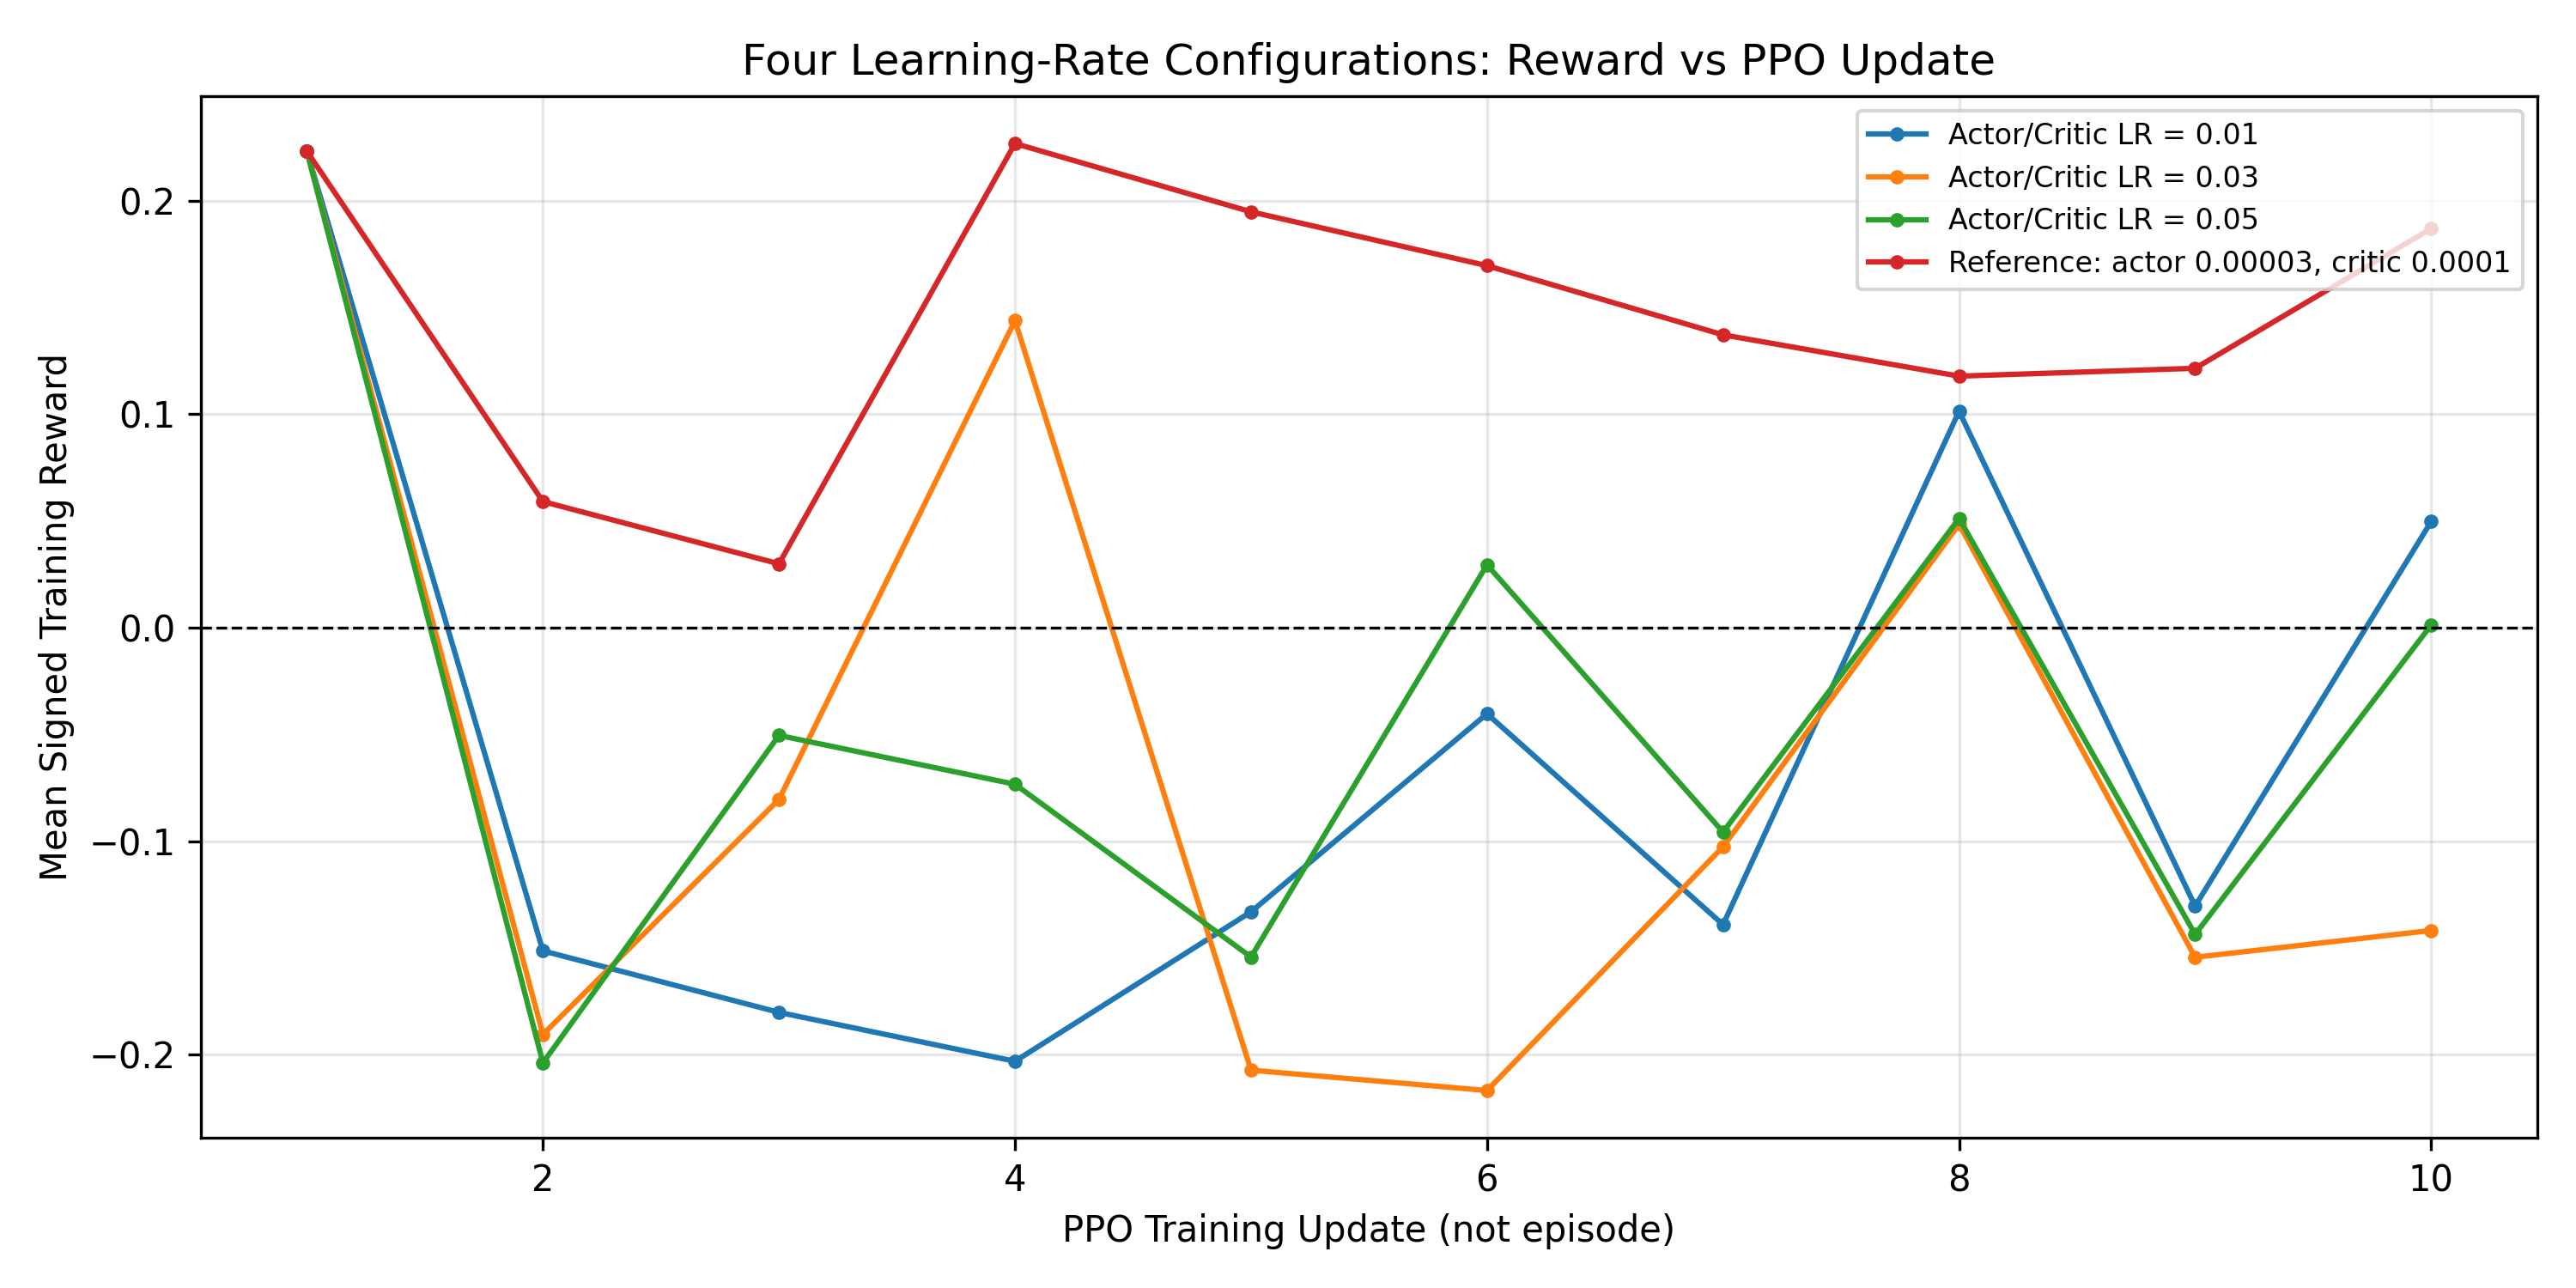 Four Learning-Rate Configurations: Reward vs PPO Update
Actor/Critic LR = 0.01
Actor/Critic LR = 0.03
Actor/Critic LR = 0.05
Reference: actor 0.00003, critic 0.0001
Mean Signed Training Reward
0.2
0.1
0.0
−0.1
−0.2
2
4
6
8
10
PPO Training Update (not episode)